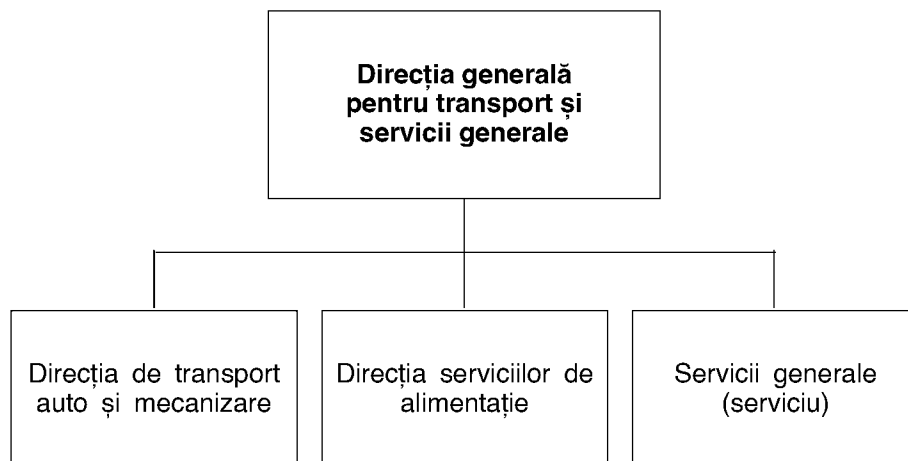 Direcția generală
pentru transport și
servicii generale
Direcția de transport
auto și mecanizare
Direcția serviciilor de
alimentație
Servicii generale
(serviciu)